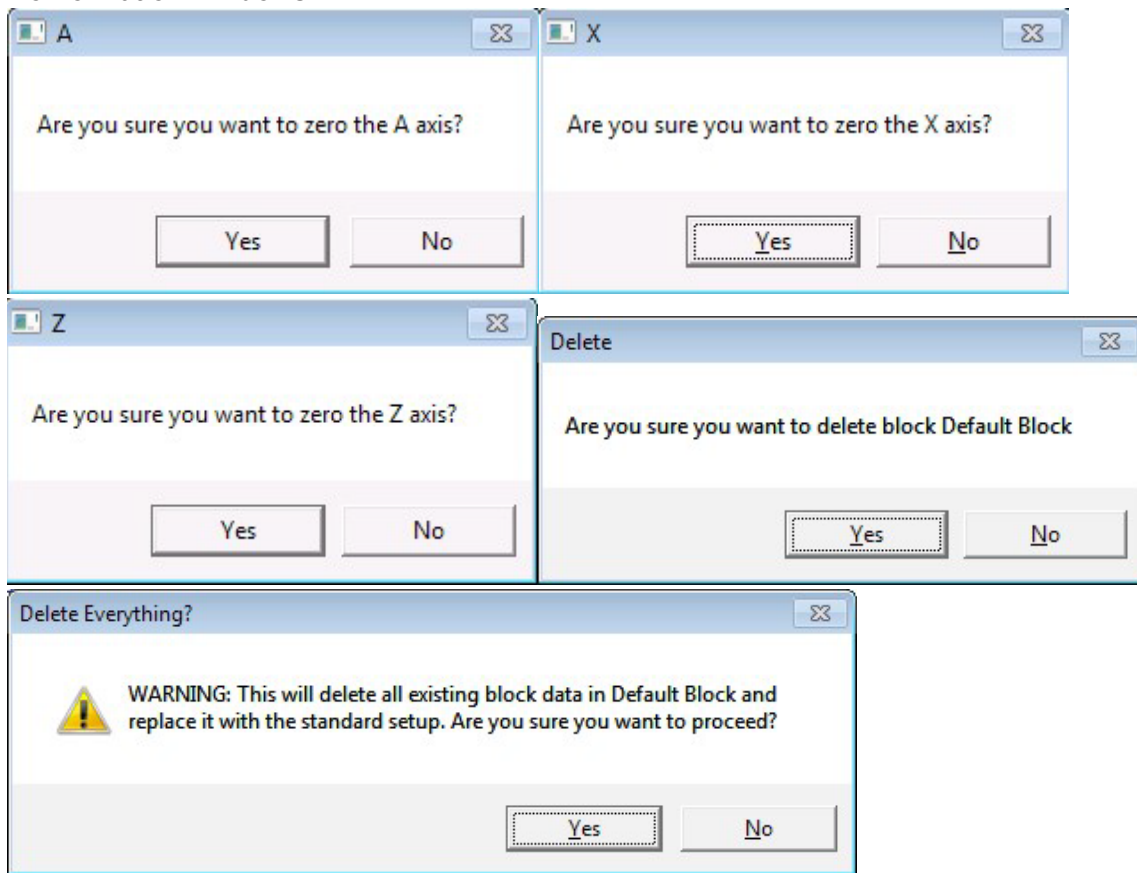 A
Are you sure you want to zero the A axis?
Yes No
X
Are you sure you want to zero the X axis?
Yes No
Z
Are you sure you want to zero the Z axis?
Yes No
Delete
Are you sure you want to delete block Default Block
Yes No
Delete Everything?
WARNING: This will delete all existing block data in Default Block and
replace it with the standard setup. Are you sure you want to proceed?
Yes No